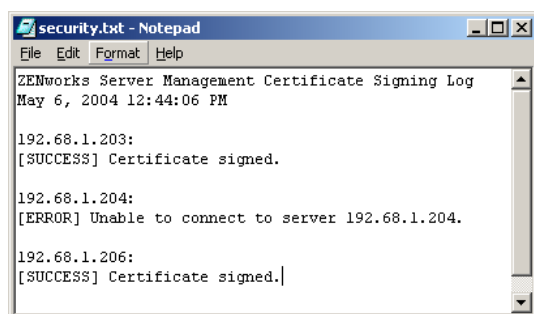 security.txt - Notepad
File Edit Format Help
ZENworks Server Management Certificate Signing Log
May 6, 2004 12:44:06 PM
192.68.1.203:
[SUCCESS] Certificate signed.
192.68.1.204:
[ERROR] Unable to connect to server 192.68.1.204.
192.68.1.206:
[SUCCESS] Certificate signed.